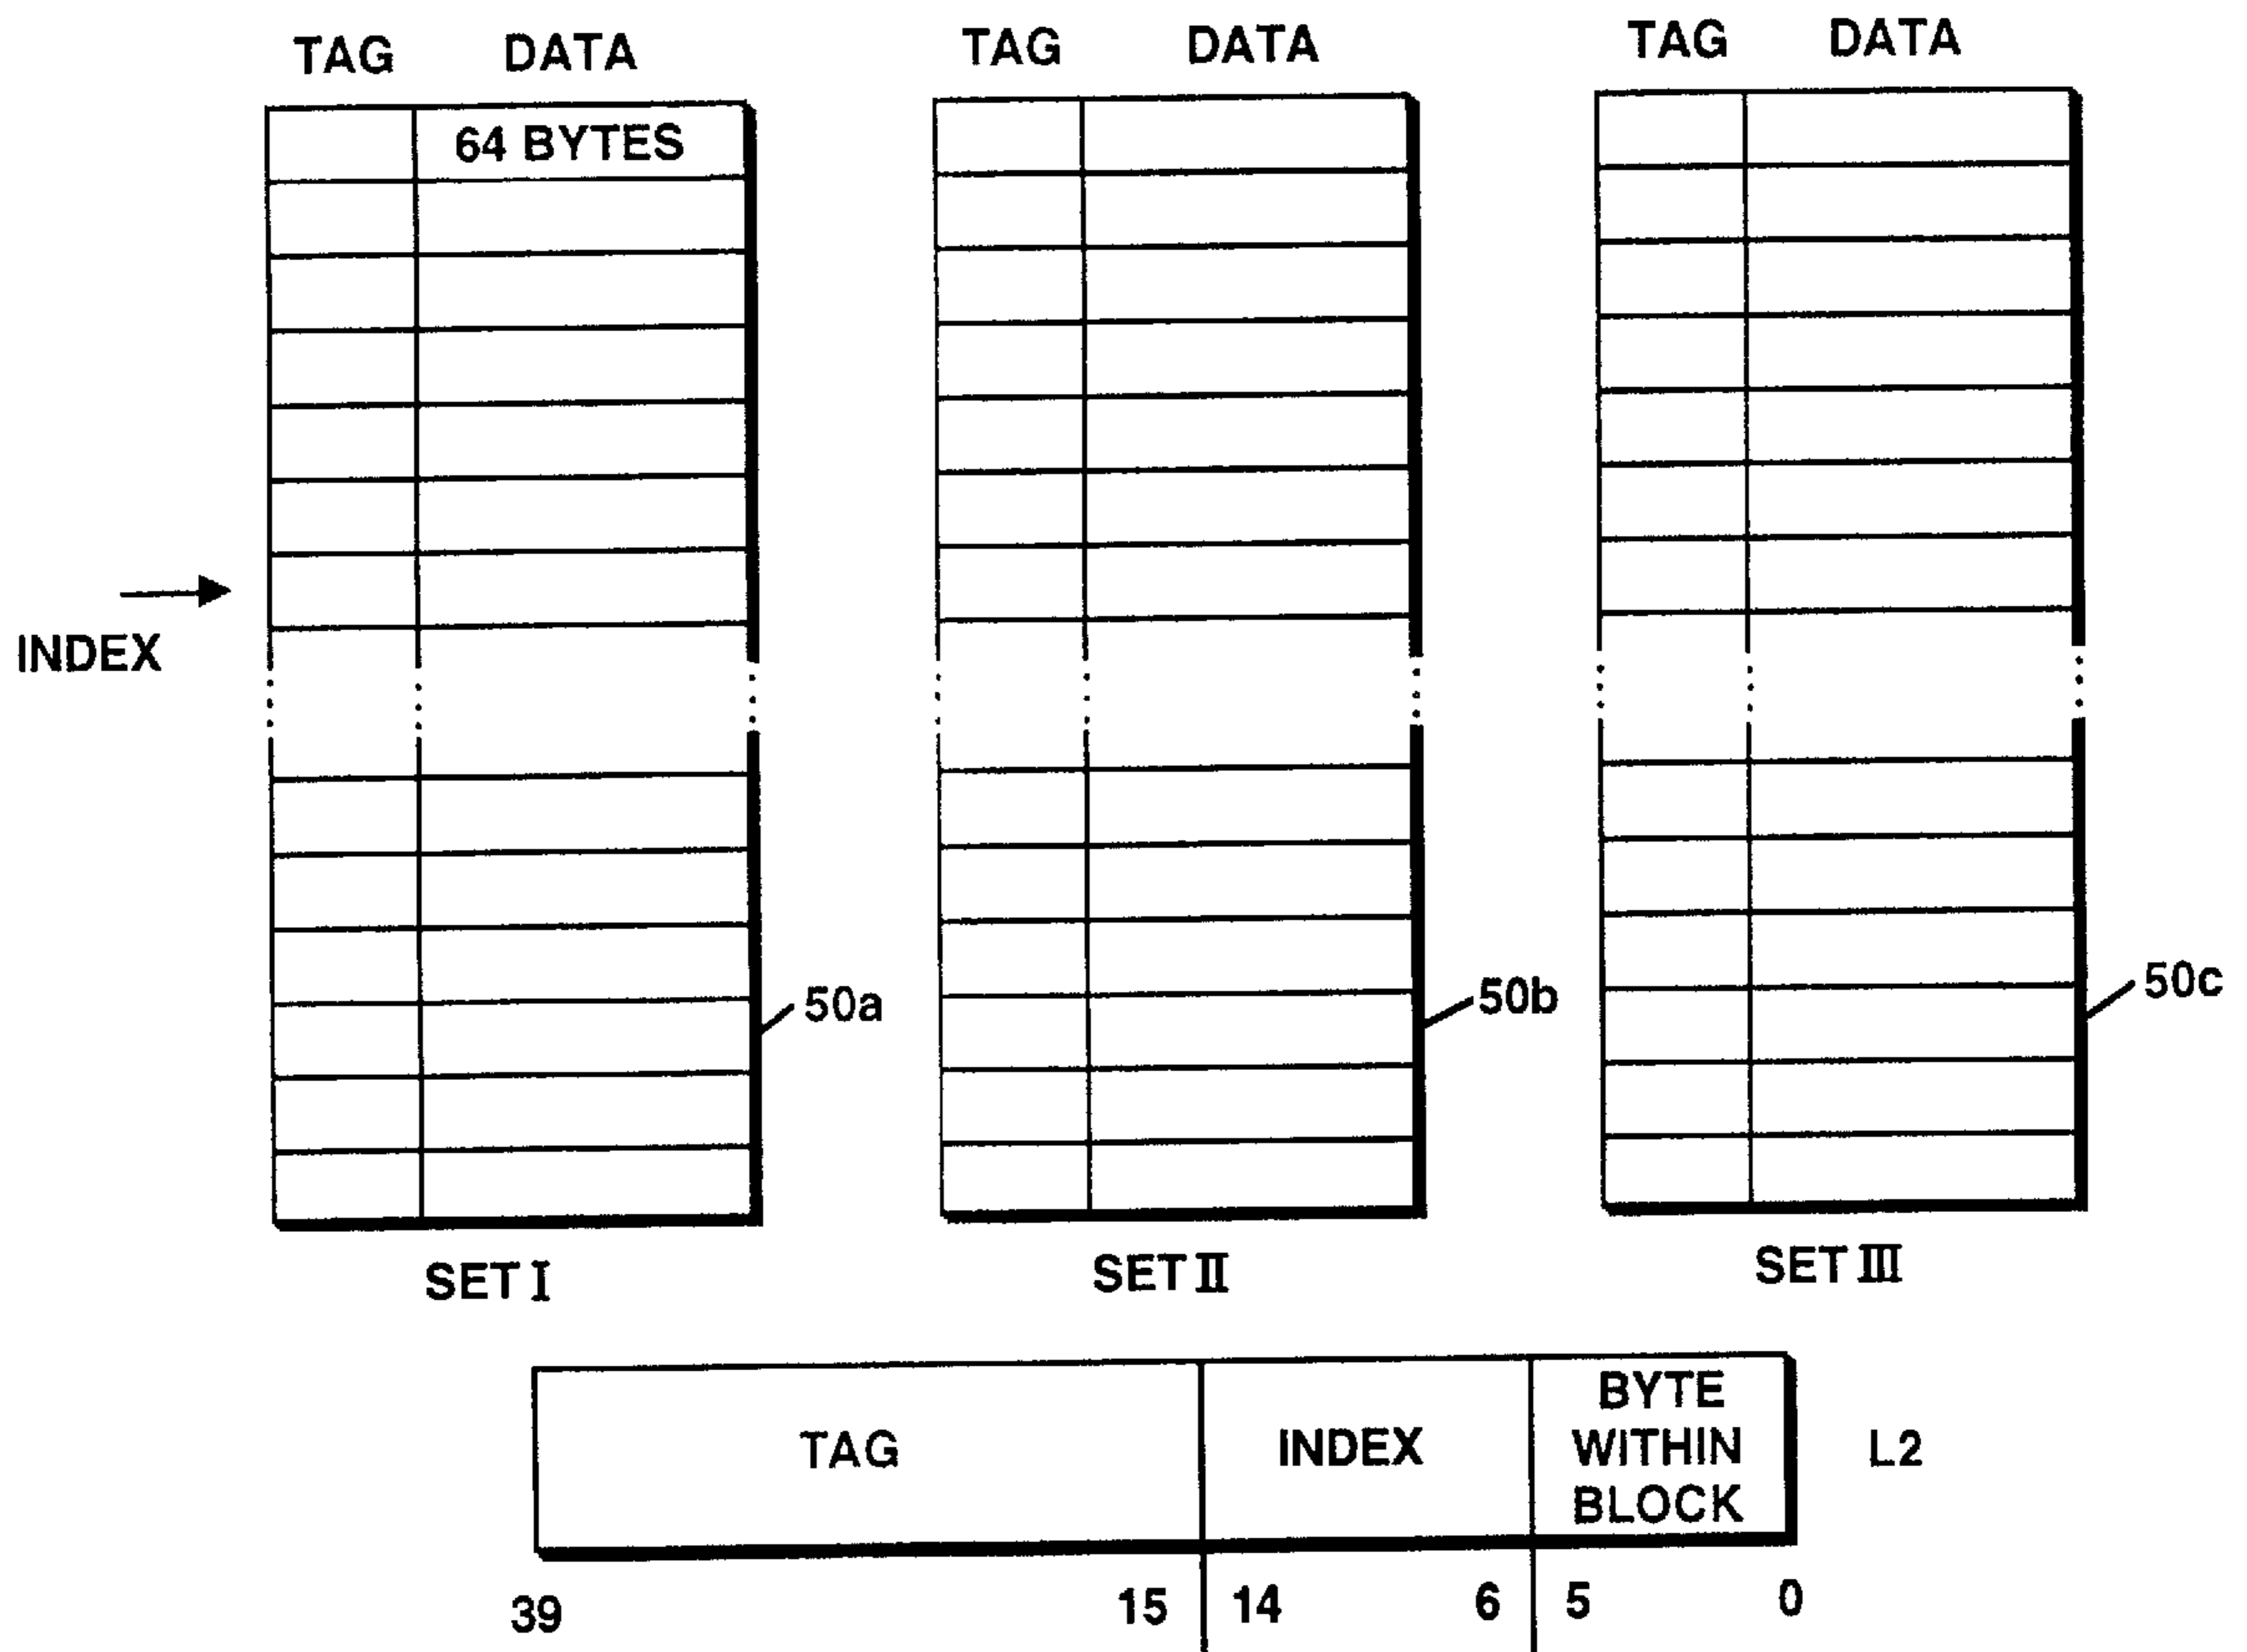 TAG DATA TAG DATA TAG DATA
64 BYTES
INDEX
50a 50b 50c
SET I SET II SET III
TAG INDEX BYTE WITHIN BLOCK L2
39 15 14 6 5 0